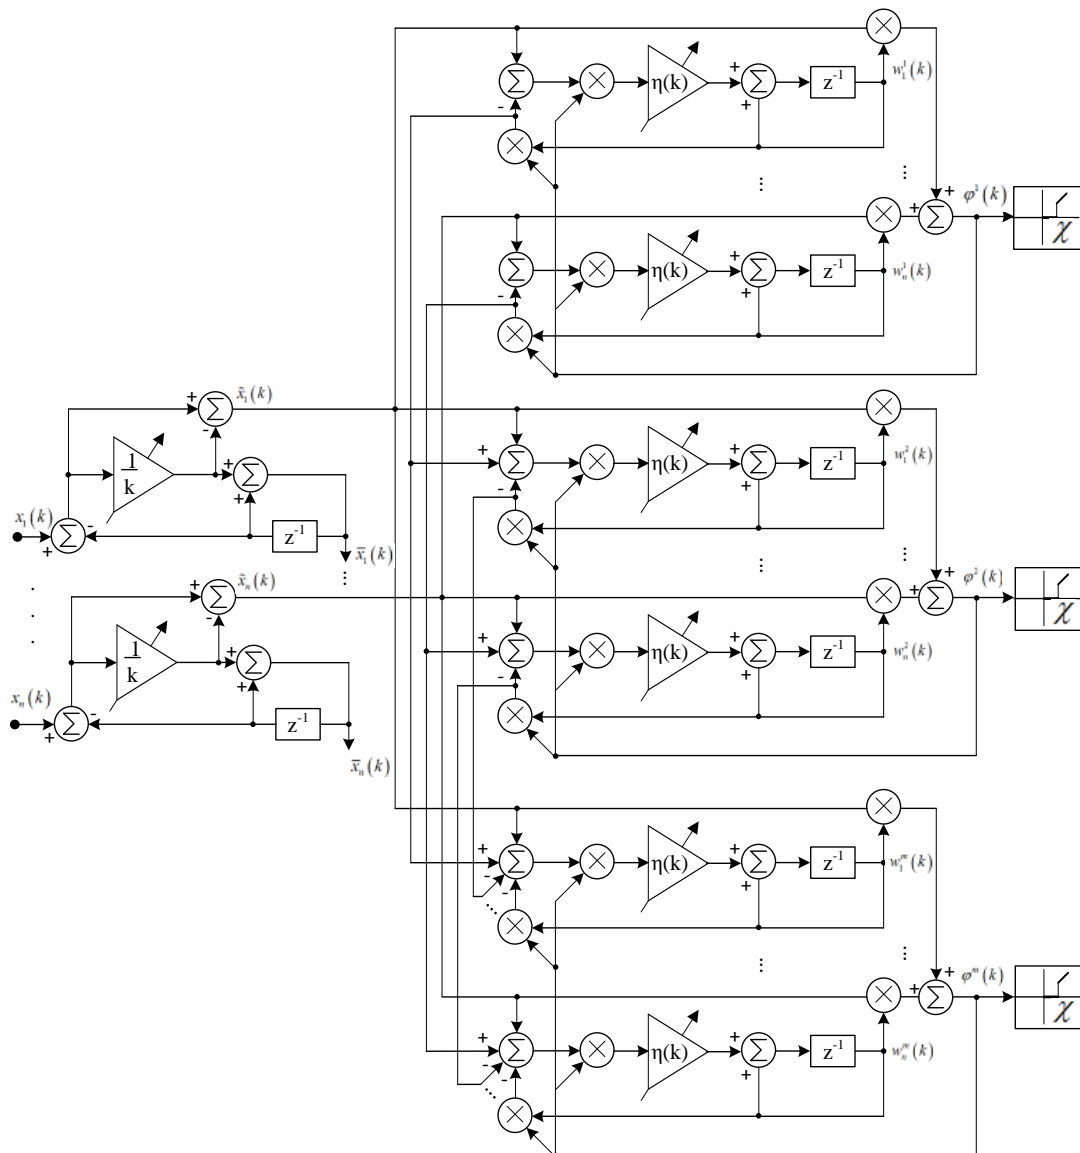 w₁¹(k)
Σ
η(k)
+
Σ
+
z⁻¹
-
⋮
⋮
+
+
Σ
φ¹(k)
χ
Σ
η(k)
+
Σ
+
z⁻¹
wₙ¹(k)
-
+
Σ
-
x̃₁(k)
1
k
+
Σ
+
x₁(k)
+
Σ
-
z⁻¹
x̄₁(k)
⋮
+
Σ
-
η(k)
+
Σ
+
z⁻¹
w₁²(k)
⋮
⋮
+
Σ
-
x̃ₙ(k)
1
k
+
Σ
+
xₙ(k)
+
Σ
-
z⁻¹
x̄ₙ(k)
+
+
Σ
φ²(k)
χ
+
Σ
-
η(k)
+
Σ
+
z⁻¹
wₙ²(k)
+
Σ
-
-
η(k)
+
Σ
+
z⁻¹
w₁ᵐ(k)
⋮
⋮
+
+
Σ
φᵐ(k)
χ
+
Σ
-
-
η(k)
+
Σ
+
z⁻¹
wₙᵐ(k)